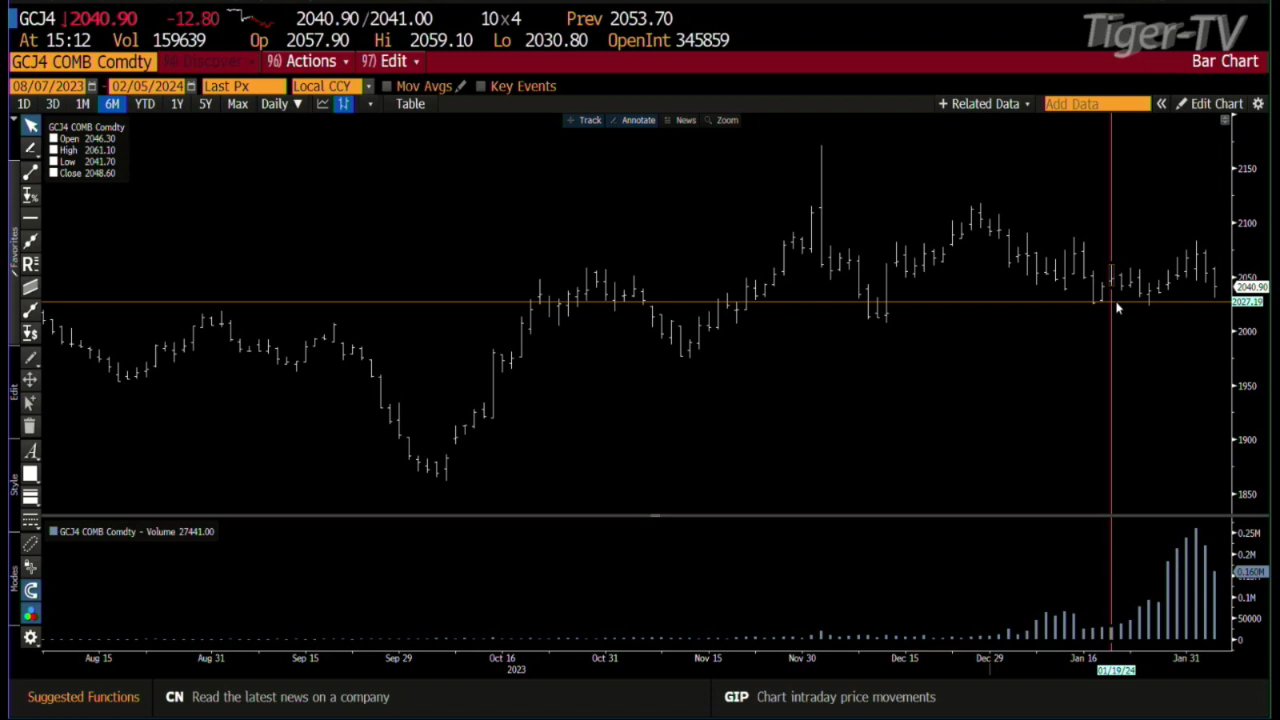 GCJ4 ↓2040.90 -12.80 2040.90/2041.00 10×4 Prev 2053.70
At 15:12 Vol 159639 Op 2057.90 Hi 2059.10 Lo 2030.80 OpenInt 345859
Tiger-TV
GCJ4 COMB Comdty 96) Actions 97) Edit Bar Chart
08/07/2023 - 02/05/2024 Last Px Local CCY Mov Avgs Key Events
1D 3D 1M 6M YTD 1Y 5Y Max Daily ▼ Table + Related Data Add Data « Edit Chart
Track Annotate News Zoom
GCJ4 COMB Comdty
Open 2046.30
High 2061.10
Low 2041.70
Close 2048.60
Favorites
Edit
Style
Modes
2150
2100
2050
2040.90
2027.19
2000
1950
1900
1850
GCJ4 COMB Comdty - Volume 27441.00
0.25M
0.2M
0.160M
0.1M
50000
0
Aug 15 Aug 31 Sep 15 Sep 29 Oct 16 Oct 31 Nov 15 Nov 30 Dec 15 Dec 29 Jan 16 Jan 31
2023 01/19/24
Suggested Functions CN Read the latest news on a company GIP Chart intraday price movements